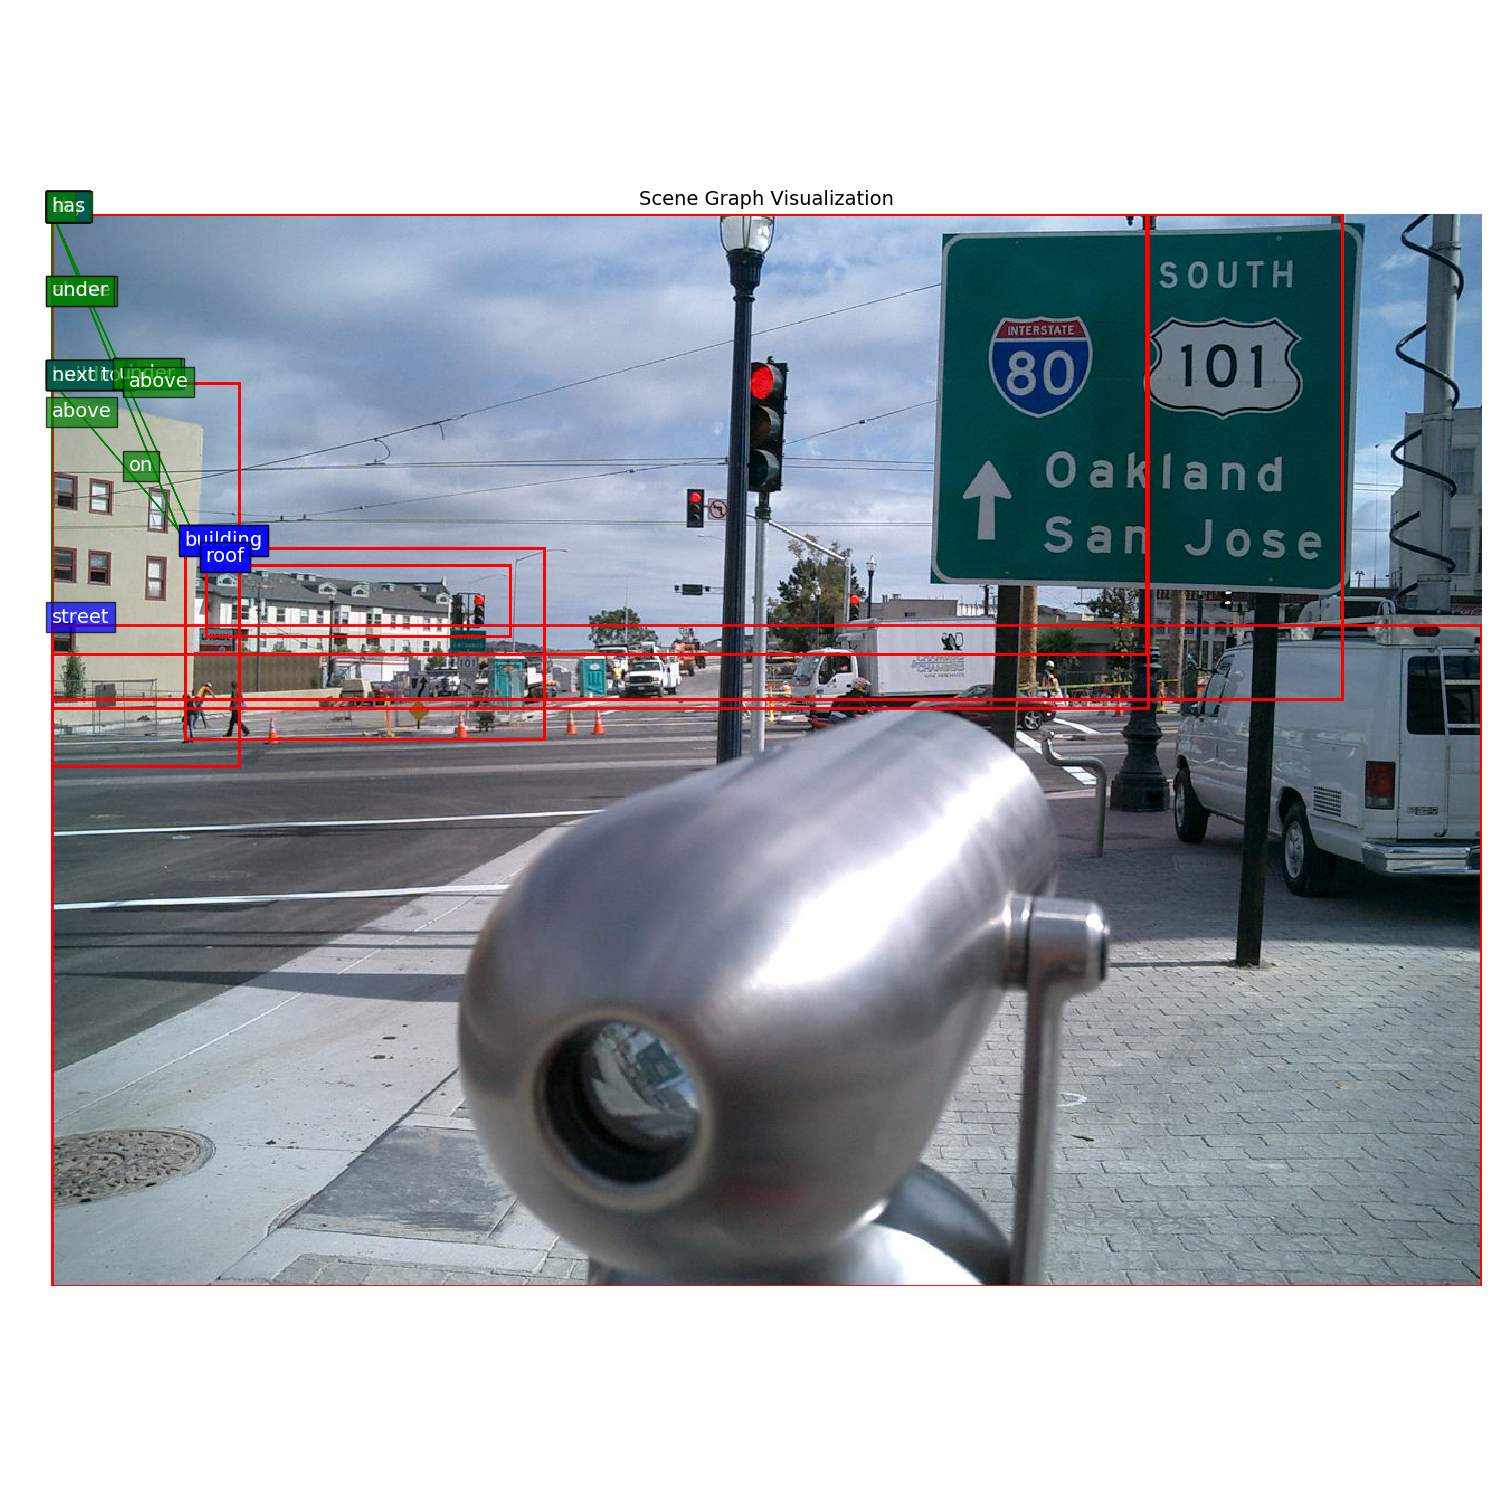 Scene Graph Visualization
has
under
next to
under
above
above
on
building
roof
street
SOUTH
INTERSTATE
80
101
Oakland
San Jose